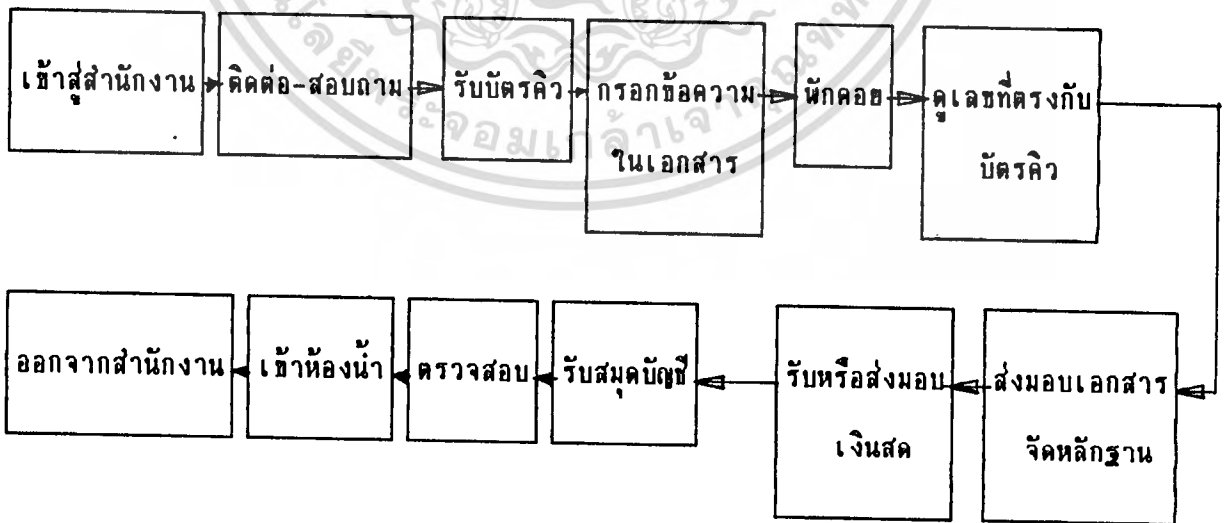 เข้าสู่สำนักงาน
ติดต่อ-สอบถาม
รับบัตรคิว
กรอกข้อความ
ในเอกสาร
พักคอย
ดูเลขที่ตรงกับ
บัตรคิว
ออกจากสำนักงาน
เข้าห้องน้ำ
ตรวจสอบ
รับสมุดบัญชี
รับหรือส่งมอบ
เงินสด
ส่งมอบเอกสาร
จัดหลักฐาน